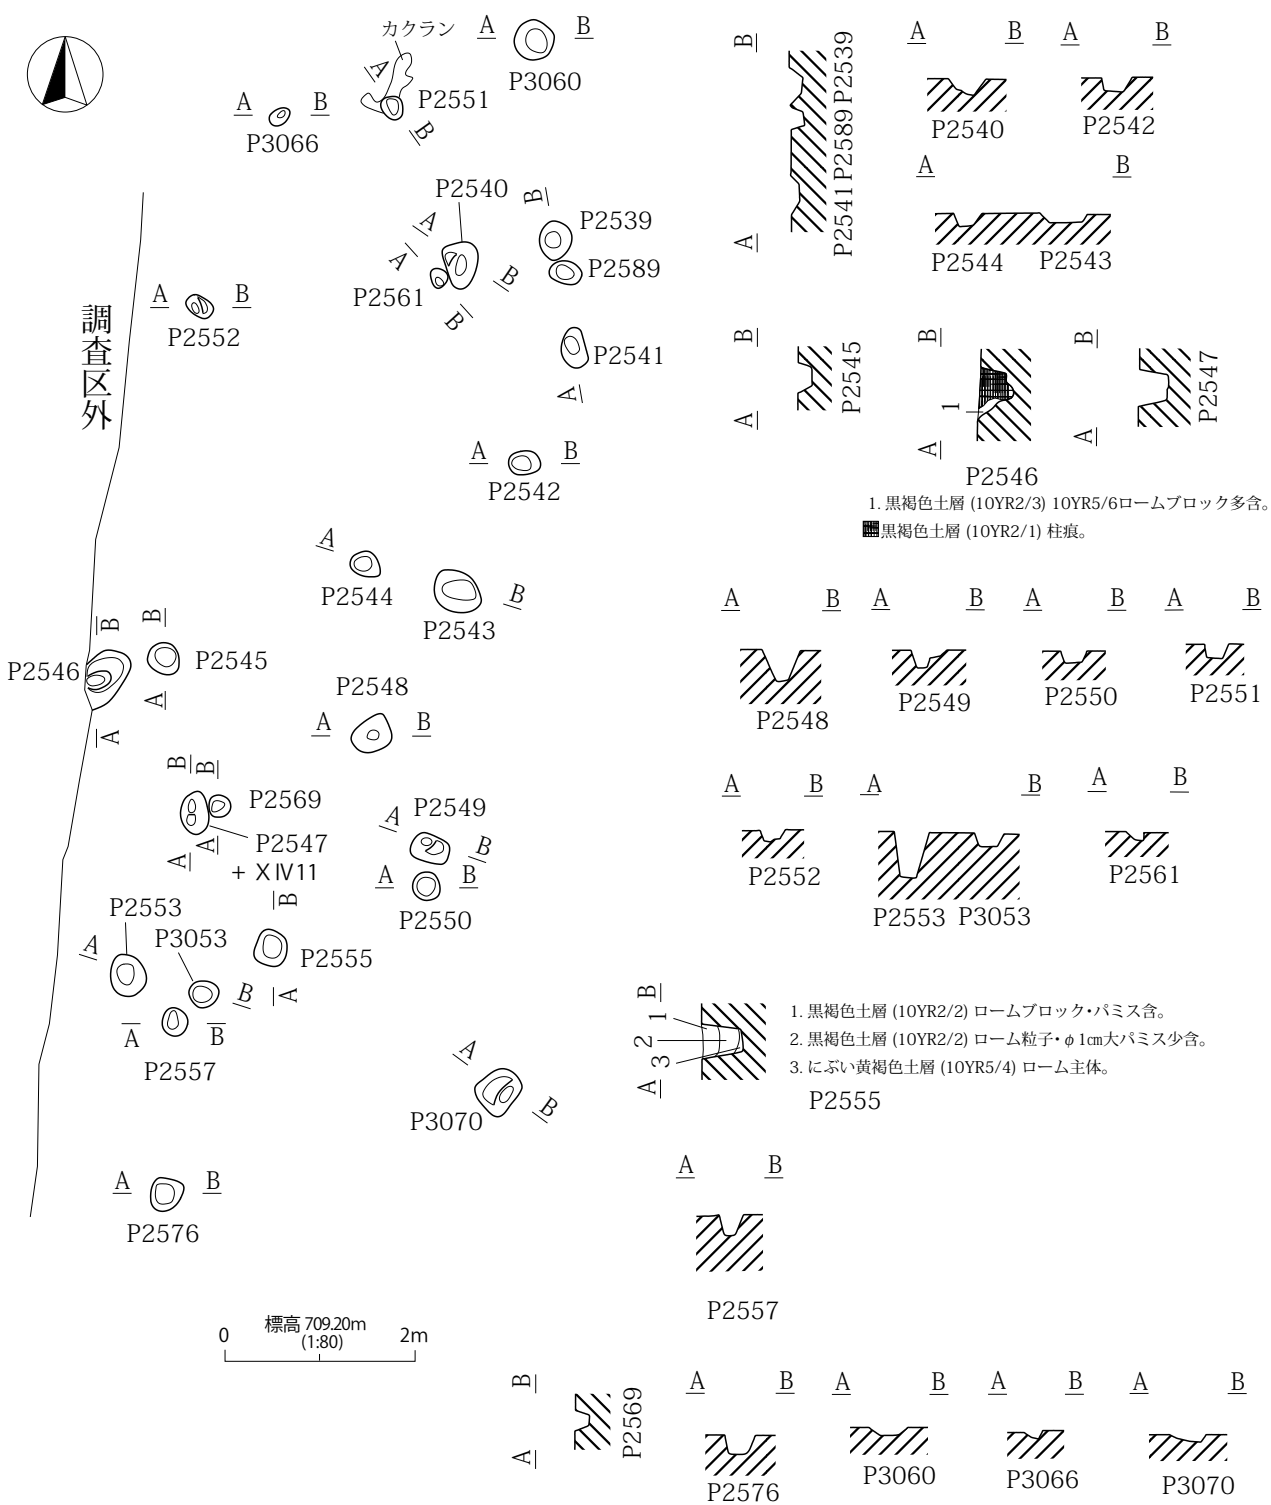 カクラン
A B
P3060
A
P2551
B
A B
P3066
P2540
A
A
B
B
P2561
B
P2539
P2589
P2541
A
A B
P2552
調査区外
A B
P2542
A
P2544
P2543
B
B
P2546
A
B
P2545
A
P2548
A B
B
B
P2569
P2547
A
A
+ XⅣ11
A
P2549
B
A B
P2550
P2553
A
P3053
B
B
P2555
A
A B
P2557
A
P3070
B
A B
P2576
標高 709.20m
(1:80)
0 2m
B
P2541 P2589 P2539
A
A B
P2540
A B
P2542
A B
P2544 P2543
B
P2545
A
B
1
A
P2546
B
P2547
A
1. 黒褐色土層 (10YR2/3) 10YR5/6ロームブロック多含。
黒褐色土層 (10YR2/1) 柱痕。
A B
P2548
A B
P2549
A B
P2550
A B
P2551
A B
P2552
A B
P2553 P3053
A B
P2561
B
1
2
3
A
1. 黒褐色土層 (10YR2/2) ロームブロック・パミス含。
2. 黒褐色土層 (10YR2/2) ローム粒子・φ1㎝大パミス少含。
3. にぶい黄褐色土層 (10YR5/4) ローム主体。
P2555
A B
P2557
B
P2569
A
A B
P2576
A B
P3060
A B
P3066
A B
P3070